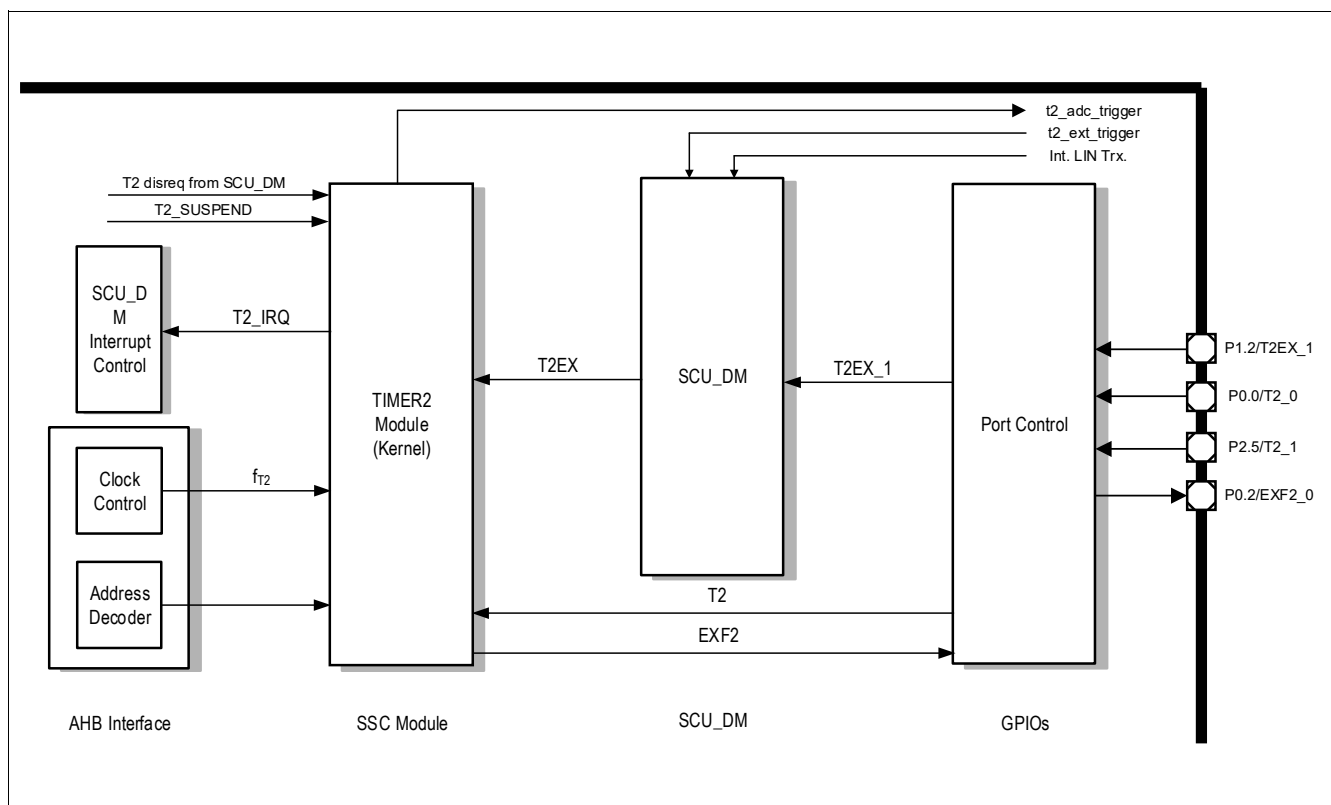 t2_adc_trigger
t2_ext_trigger
Int. LIN Trx.
T2 disreq from SCU_DM
T2_SUSPEND
SCU_D
M
Interrupt
Control
T2_IRQ
TIMER2
Module
(Kernel)
T2EX
SCU_DM
T2EX_1
Port Control
P1.2/T2EX_1
P0.0/T2_0
P2.5/T2_1
P0.2/EXF2_0
Clock
Control
fT2
Address
Decoder
T2
EXF2
AHB Interface
SSC Module
SCU_DM
GPIOs